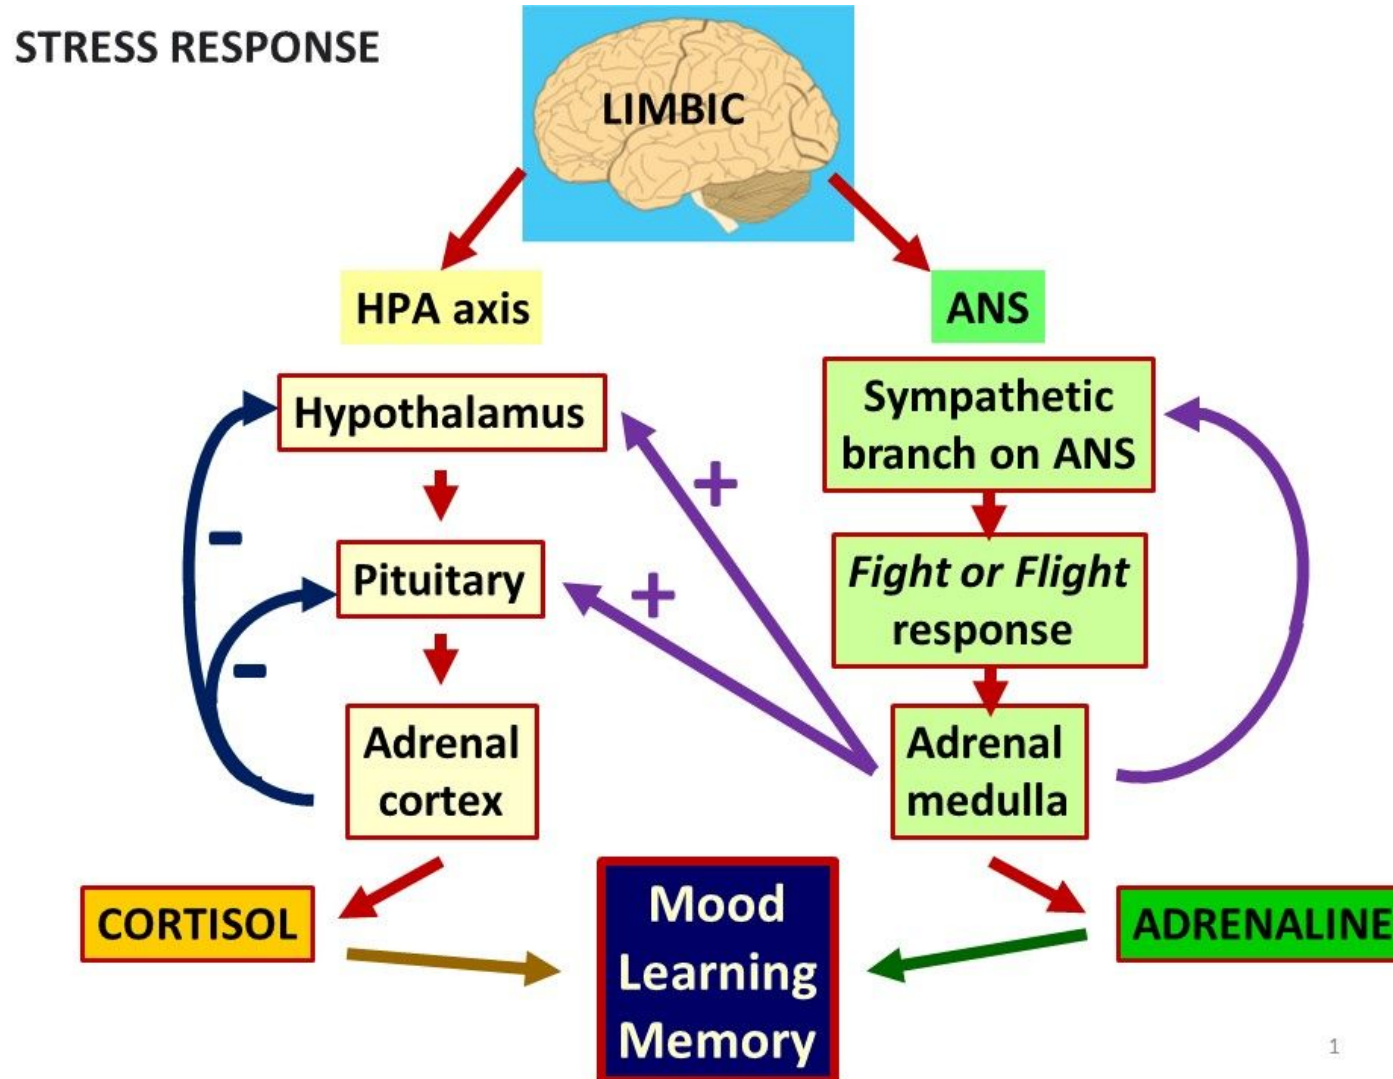 STRESS RESPONSE
LIMBIC
HPA axis
ANS
Hypothalamus
Sympathetic
branch on ANS
+
-
Pituitary
+
Fight or Flight
response
-
Adrenal
cortex
Adrenal
medulla
CORTISOL
Mood
Learning
Memory
ADRENALINE
1